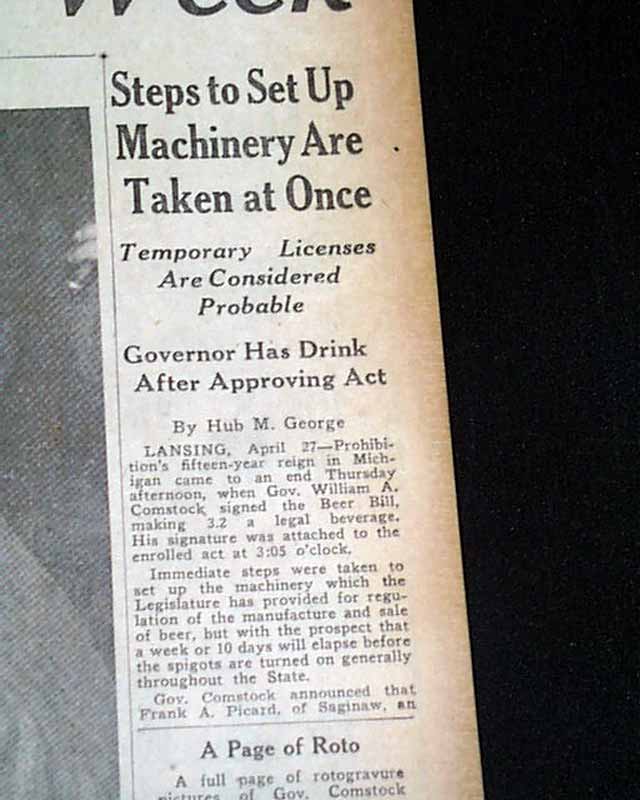 Week
Steps to Set Up
Machinery Are
Taken at Once
Temporary Licenses
Are Considered
Probable
Governor Has Drink
After Approving Act
By Hub M. George
LANSING, April 27—Prohibi-
tion's fifteen-year reign in Mich-
igan came to an end Thursday
afternoon, when Gov. William A.
Comstock signed the Beer Bill,
making 3.2 a legal beverage.
His signature was attached to the
enrolled act at 3:05 o'clock.
Immediate steps were taken to
set up the machinery which the
Legislature has provided for regu-
lation of the manufacture and sale
of beer, but with the prospect that
a week or 10 days will elapse before
the spigots are turned on generally
throughout the State.
Gov. Comstock announced that
Frank A. Picard, of Saginaw, an
A Page of Roto
A full page of rotogravure
pictures of Gov. Comstock